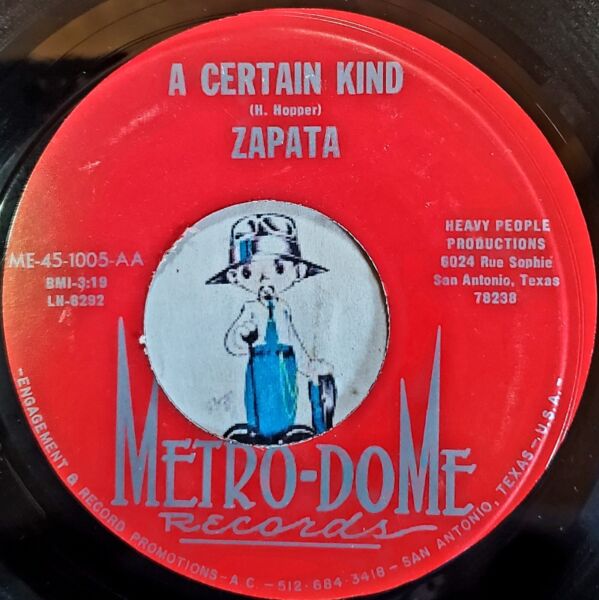 A CERTAIN KIND
(H. Hopper)
ZAPATA
ME-45-1005-AA
BMI-3:19
LN-6292
HEAVY PEOPLE
PRODUCTIONS
6024 Rue Sophie
San Antonio, Texas
78238
METRO-DOME
Records
-ENGAGEMENT & RECORD PROMOTIONS-A C.-512-684-3418-SAN ANTONIO, TEXAS-U.S.A.-